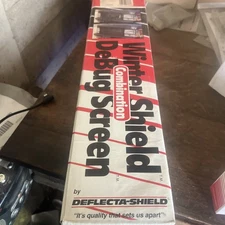 Winter Shield
Combination
DeBug Screen
by
DEFLECTA-SHIELD
"It's quality that sets us apart"